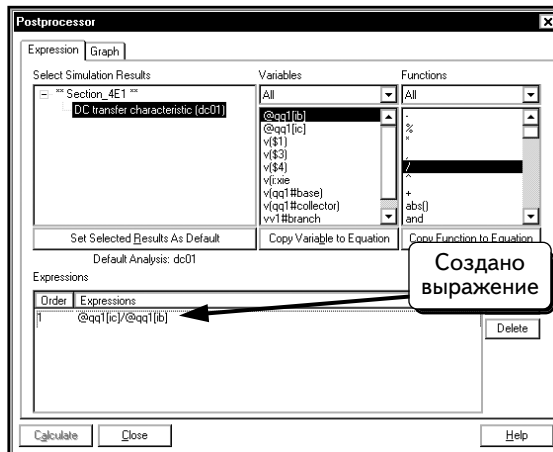 Postprocessor
Expression Graph
Select Simulation Results Variables Functions
** Section_4E1 ** All All
DC transfer characteristic (dc01)
@qq1[ib]
@qq1[ic]
v($1)
v($3)
v($4)
v(i:xie
v(qq1#base)
v(qq1#collector)
vv1#branch
-
%
*
,
/
^
+
abs()
and
Set Selected Results As Default Copy Variable to Equation Copy Function to Equation
Default Analysis: dc01
Expressions
Создано
выражение
Order Expressions
1 @qq1[ic]/@qq1[ib]
Delete
Calculate Close Help